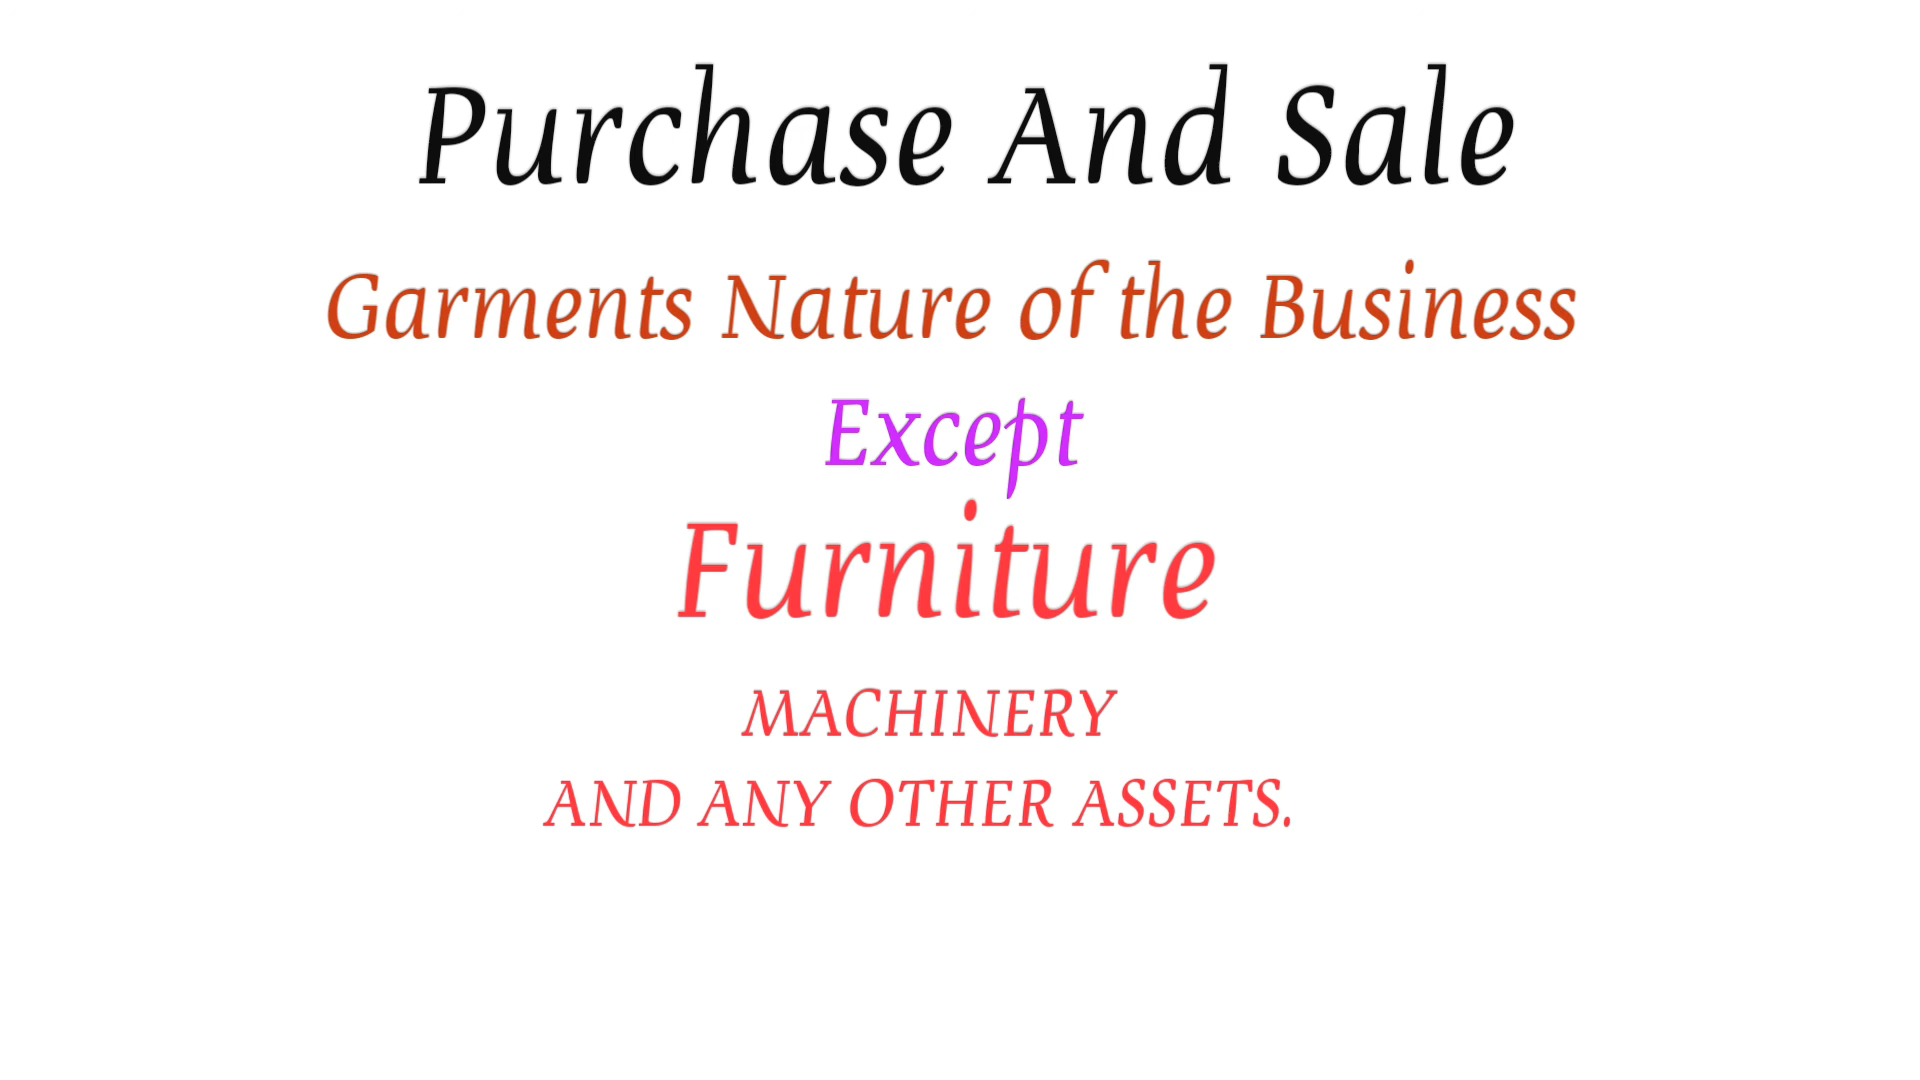 Purchase And Sale
Garments Nature of the Business
Except
Furniture
MACHINERY
AND ANY OTHER ASSETS.